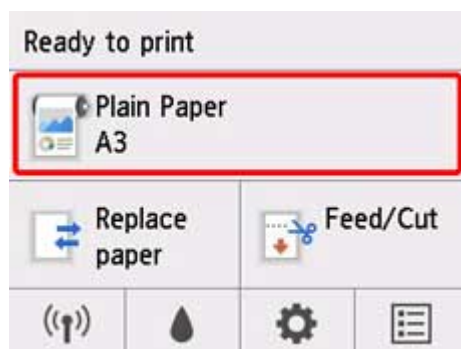 Ready to print
Plain Paper
A3
Replace
paper
Feed/Cut